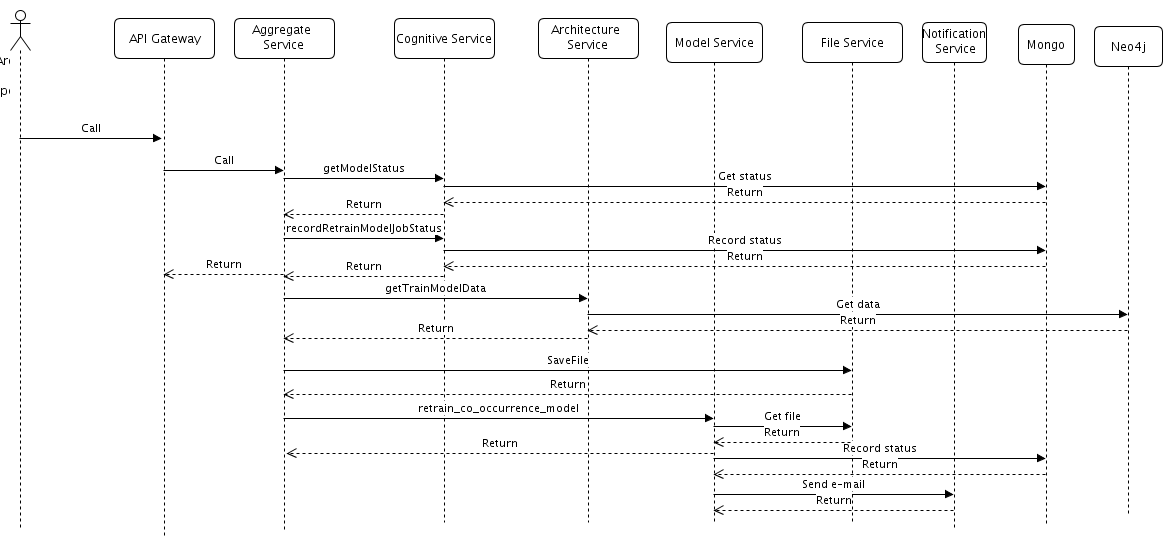 API Gateway
Aggregate
Service
Cognitive Service
Architecture
Service
Model Service
File Service
Notification
Service
Mongo
Neo4j
Call
Call
getModelStatus
Get status
Return
Return
recordRetrainModelJobStatus
Record status
Return
Return
Return
getTrainModelData
Get data
Return
Return
SaveFile
Return
retrain_co_occurrence_model
Get file
Return
Return
Record status
Return
Send e-mail
Return